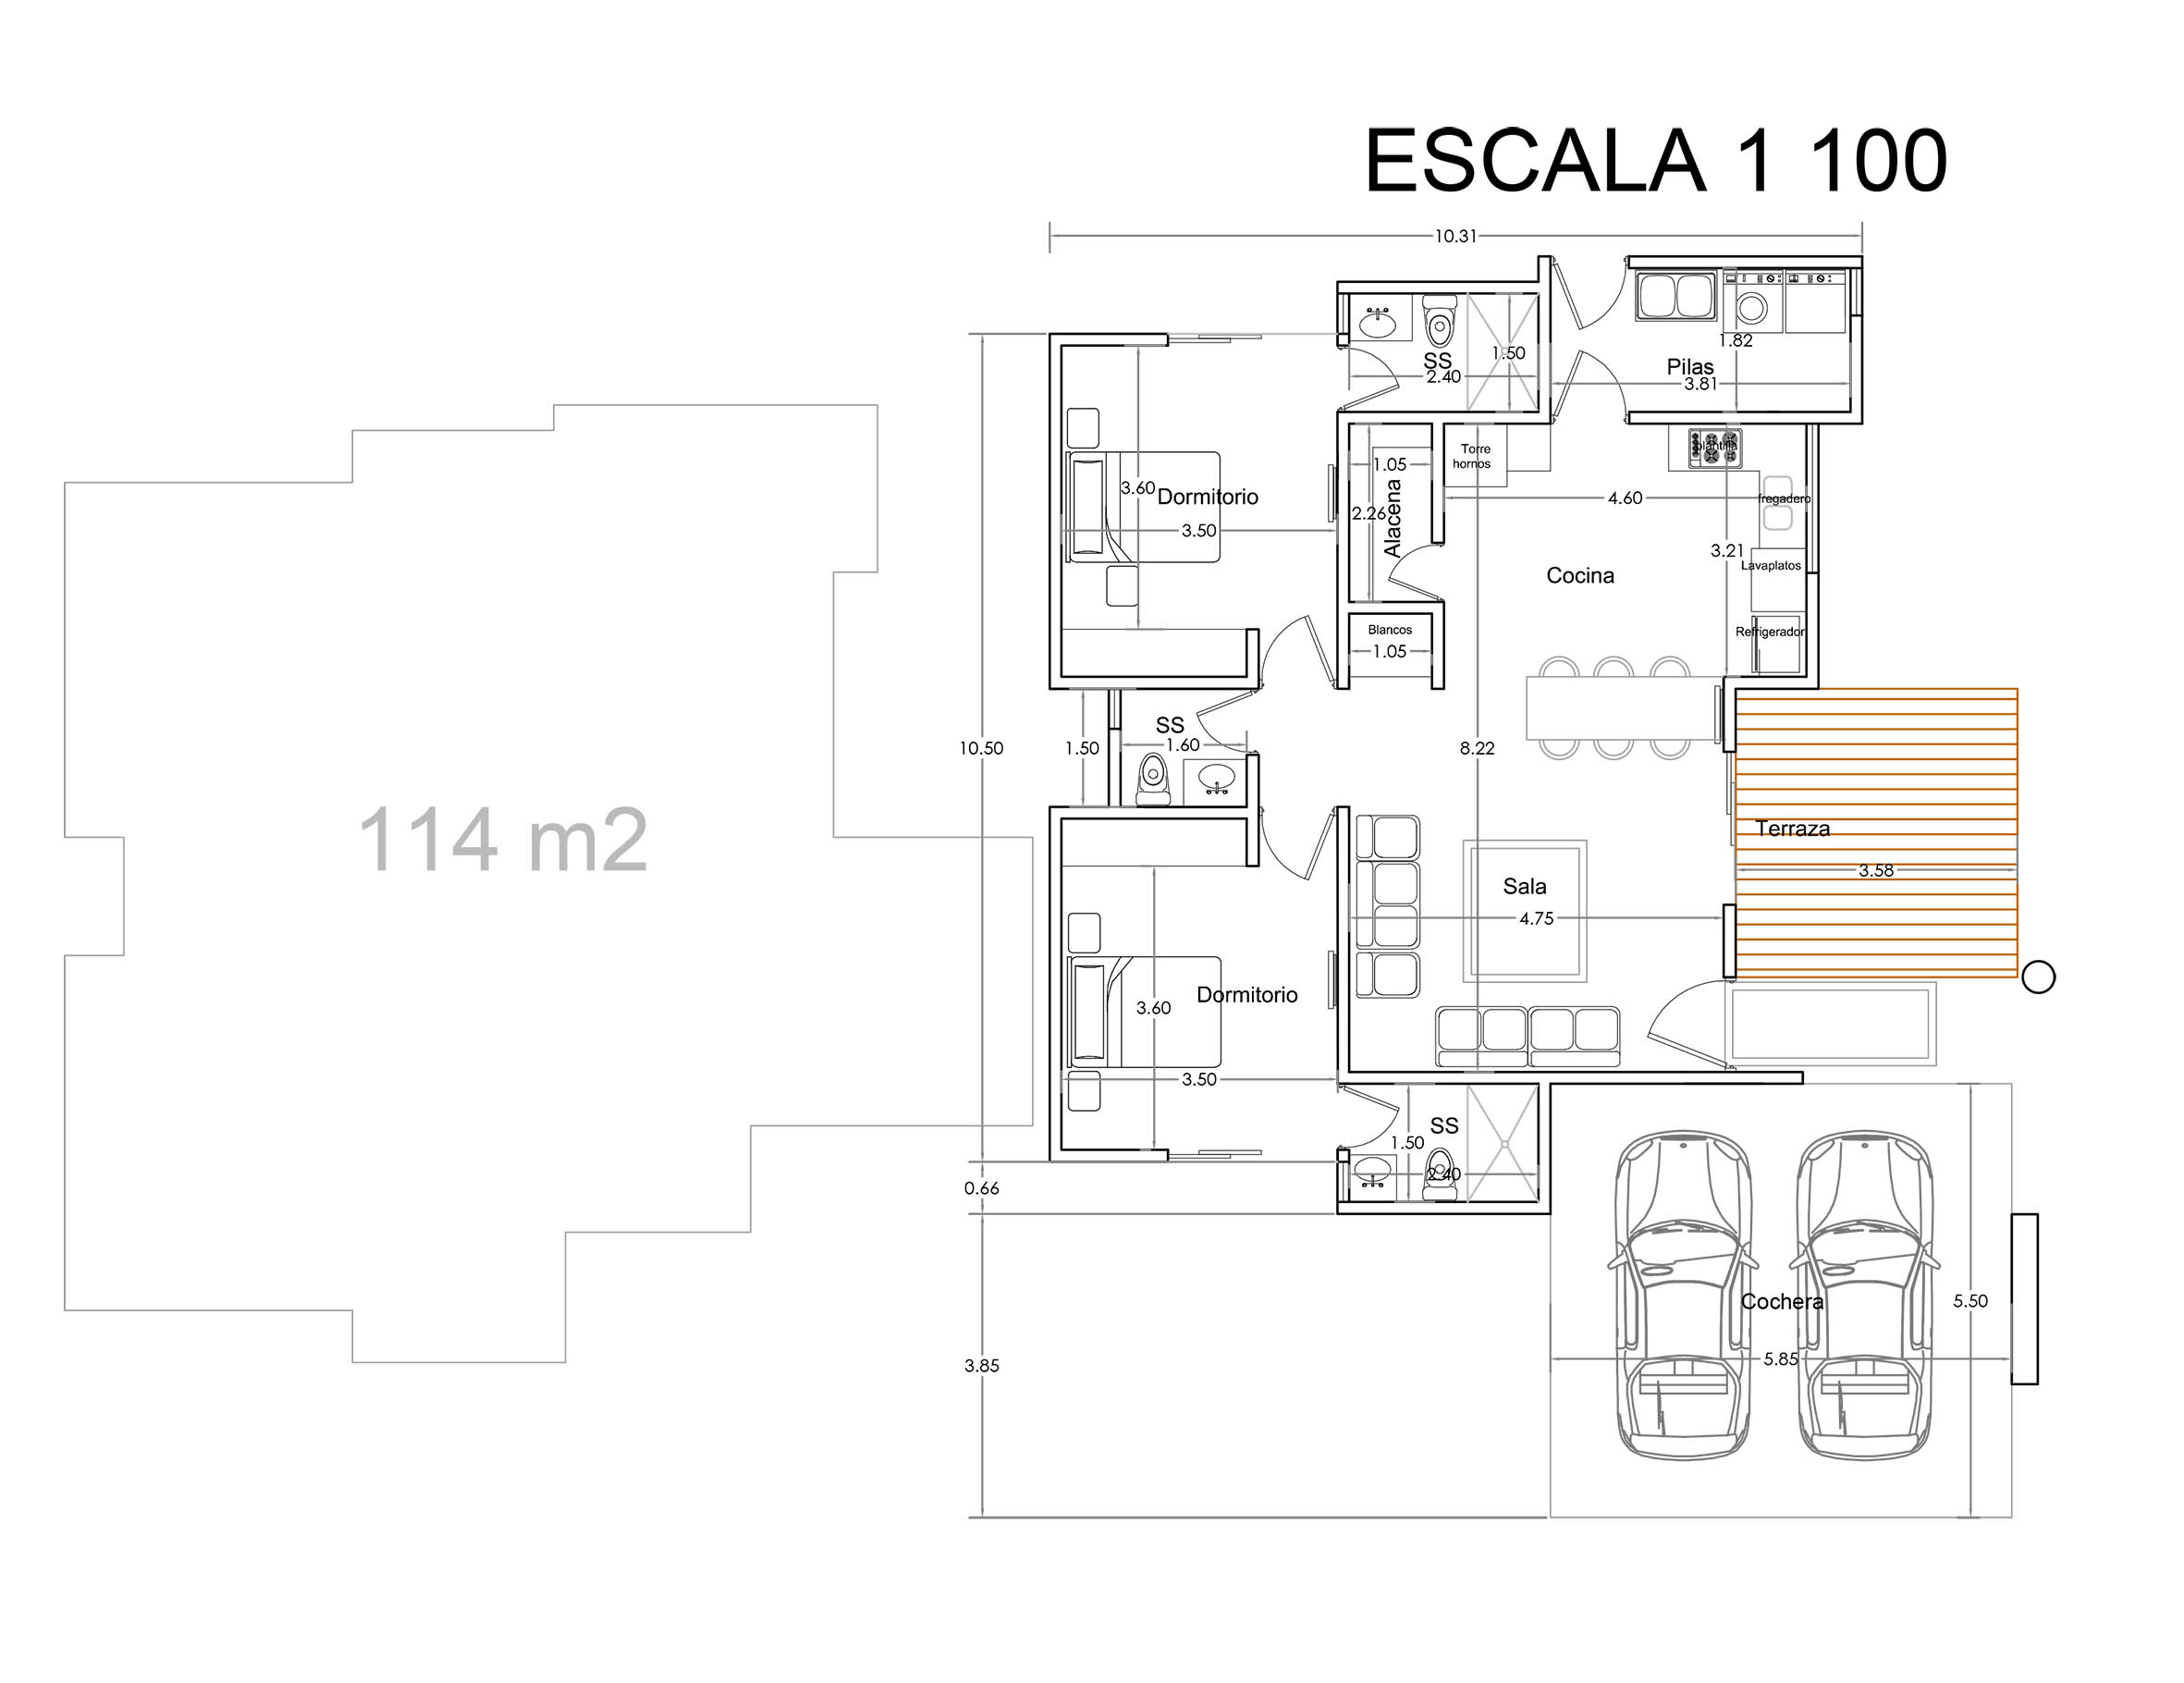 ESCALA 1 100
10.31
1.82
SS
1.50
2.40
Pilas
3.81
Torre
hornos
plantilla
1.05
3.60
Dormitorio
4.60
fregadero
2.26
Alacena
3.50
3.21
Lavaplatos
Cocina
Blancos
1.05
Refrigerador
SS
1.60
10.50
1.50
8.22
114 m2
Terraza
3.58
Sala
4.75
Dormitorio
3.60
3.50
SS
1.50
2.40
0.66
Cochera
5.50
5.85
3.85